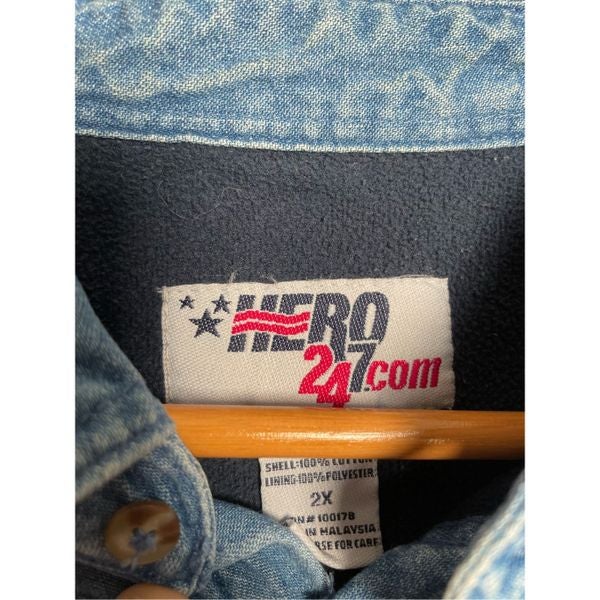 HERO
247.com
SHELL:100% COTTON
LINING:100% POLYESTER
2X
RN# 100178
IN MALAYSIA
FOR CARE